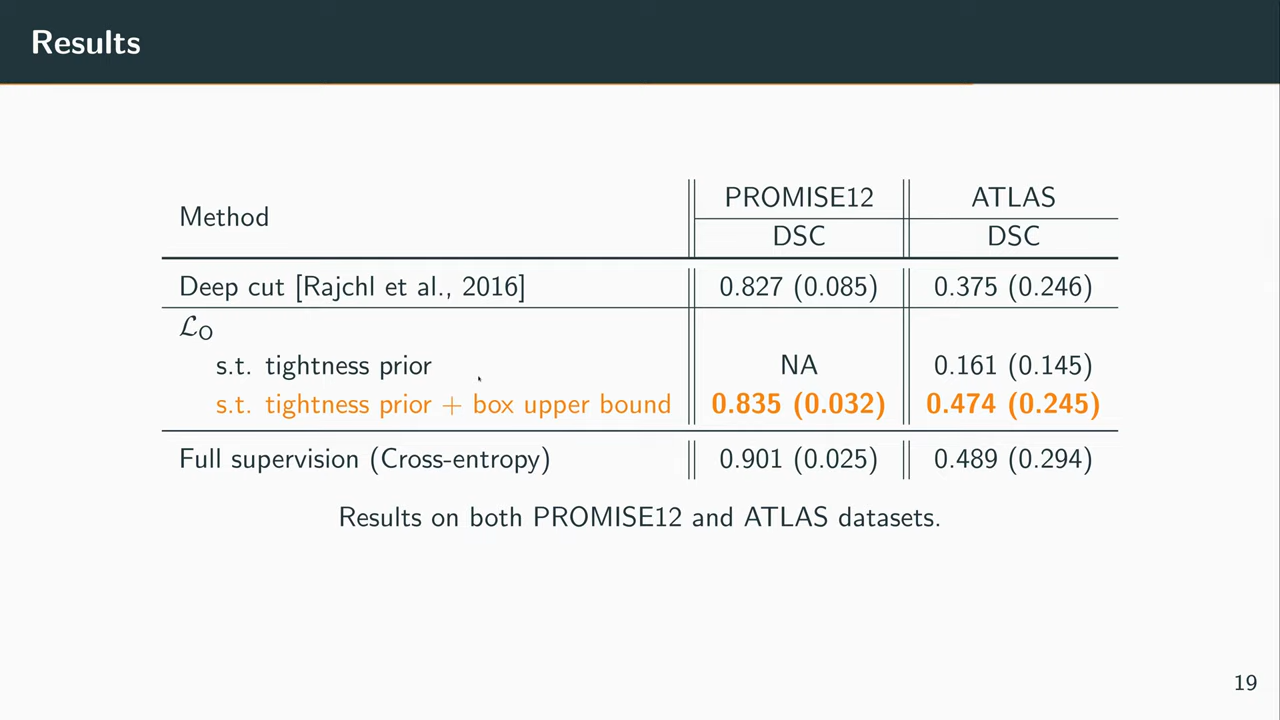 Results
Method PROMISE12 ATLAS
DSC DSC
Deep cut [Rajchl et al., 2016] 0.827 (0.085) 0.375 (0.246)
ℒO
s.t. tightness prior NA 0.161 (0.145)
s.t. tightness prior + box upper bound 0.835 (0.032) 0.474 (0.245)
Full supervision (Cross-entropy) 0.901 (0.025) 0.489 (0.294)
Results on both PROMISE12 and ATLAS datasets.
19